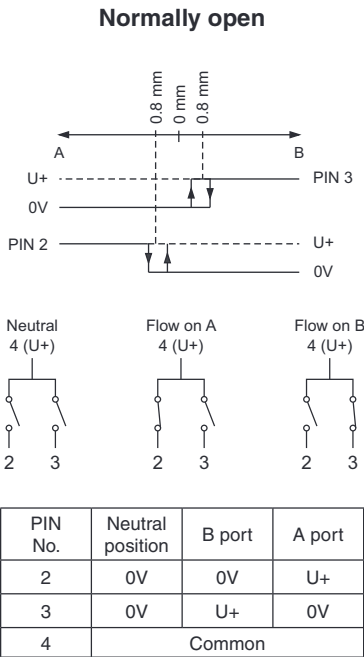 Normally open
0.8 mm
0 mm
0.8 mm
A B
U+ PIN 3
0V
PIN 2 U+
0V
Neutral Flow on A Flow on B
4 (U+) 4 (U+) 4 (U+)
2 3 2 3 2 3
PIN No. Neutral position B port A port
2 0V 0V U+
3 0V U+ 0V
4 Common